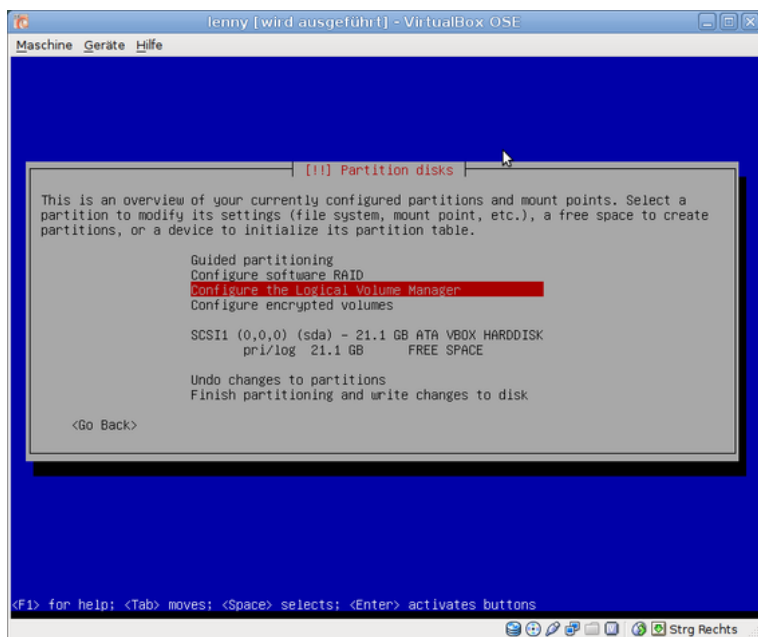 lenny [wird ausgeführt] - VirtualBox OSE
Maschine Geräte Hilfe
[!!] Partition disks
This is an overview of your currently configured partitions and mount points. Select a
partition to modify its settings (file system, mount point, etc.), a free space to create
partitions, or a device to initialize its partition table.
Guided partitioning
Configure software RAID
Configure the Logical Volume Manager
Configure encrypted volumes
SCSI1 (0,0,0) (sda) - 21.1 GB ATA VBOX HARDDISK
pri/log 21.1 GB FREE SPACE
Undo changes to partitions
Finish partitioning and write changes to disk
<Go Back>
<F1> for help; <Tab> moves; <Space> selects; <Enter> activates buttons
Strg Rechts